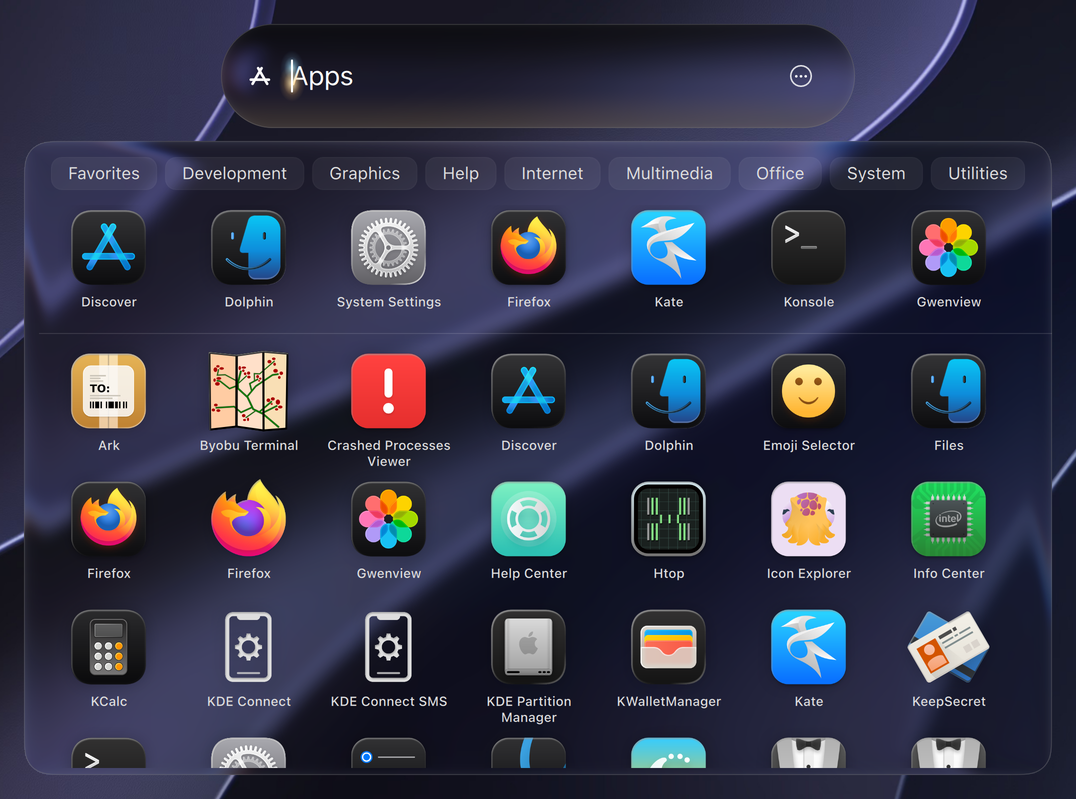 Apps
Favorites Development Graphics Help Internet Multimedia Office System Utilities
Discover Dolphin System Settings Firefox Kate Konsole Gwenview
TO:
Ark Byobu Terminal Crashed Processes Viewer Discover Dolphin Emoji Selector Files
intel
Firefox Firefox Gwenview Help Center Htop Icon Explorer Info Center
KCalc KDE Connect KDE Connect SMS KDE Partition Manager KWalletManager Kate KeepSecret